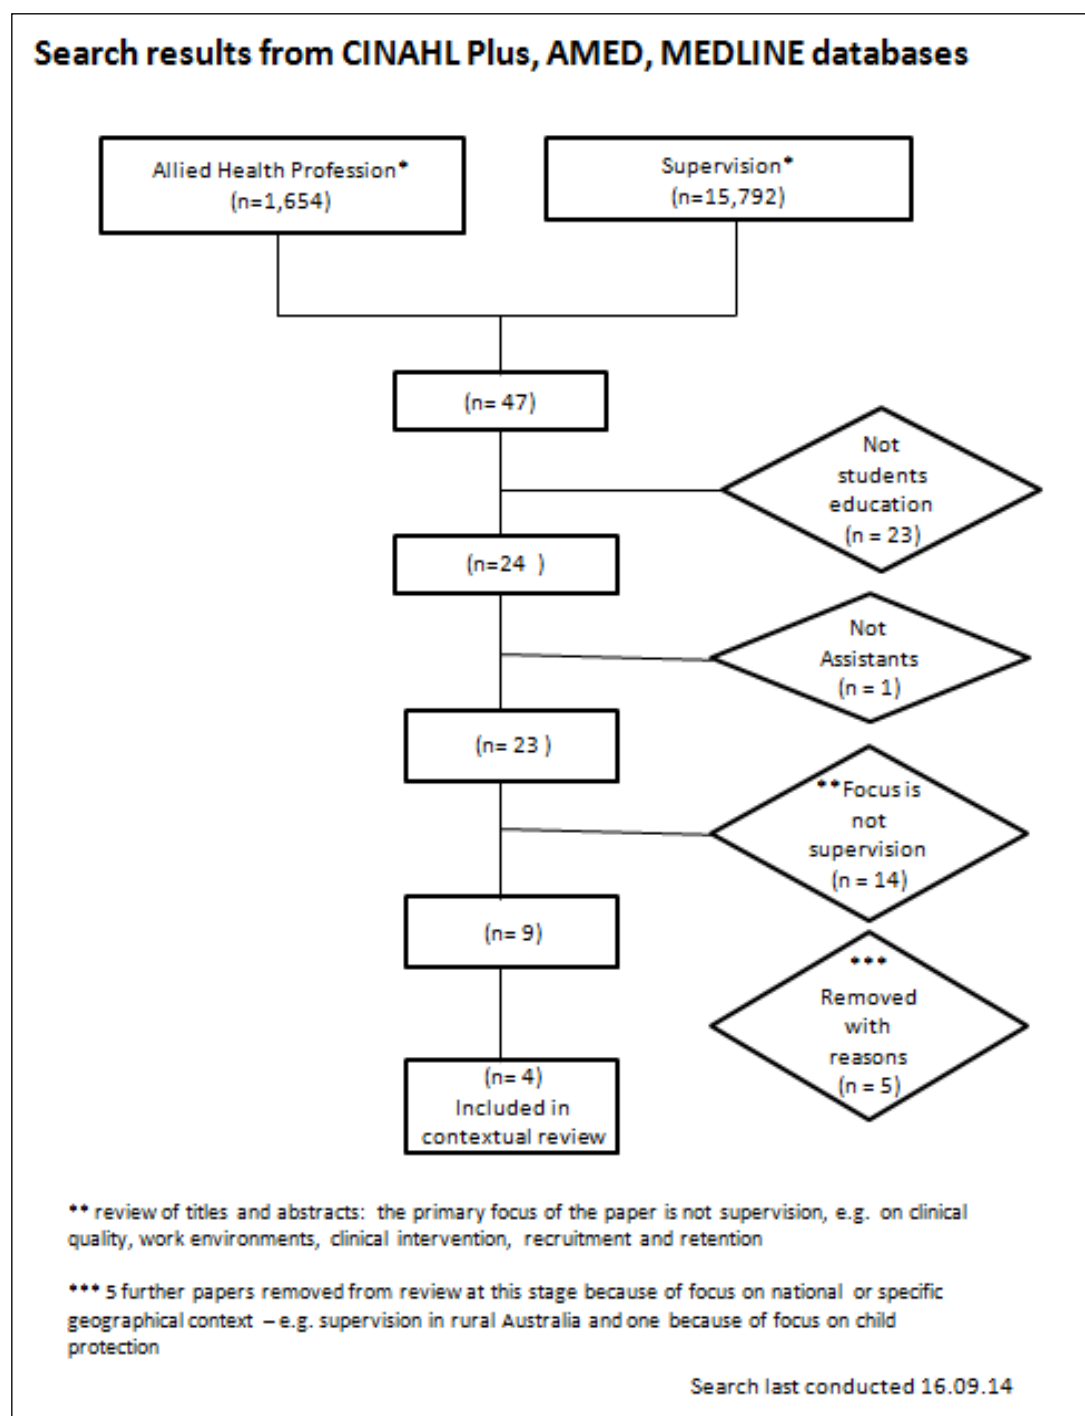 Search results from CINAHL Plus, AMED, MEDLINE databases
Allied Health Profession*
(n=1,654)
Supervision*
(n=15,792)
(n= 47)
Not
students
education
(n = 23)
(n=24 )
Not
Assistants
(n = 1)
(n= 23 )
**Focus is
not
supervision
(n = 14)
(n= 9)
***
Removed
with
reasons
(n = 5)
(n= 4)
Included in
contextual review
** review of titles and abstracts: the primary focus of the paper is not supervision, e.g. on clinical
quality, work environments, clinical intervention, recruitment and retention
*** 5 further papers removed from review at this stage because of focus on national or specific
geographical context – e.g. supervision in rural Australia and one because of focus on child
protection
Search last conducted 16.09.14